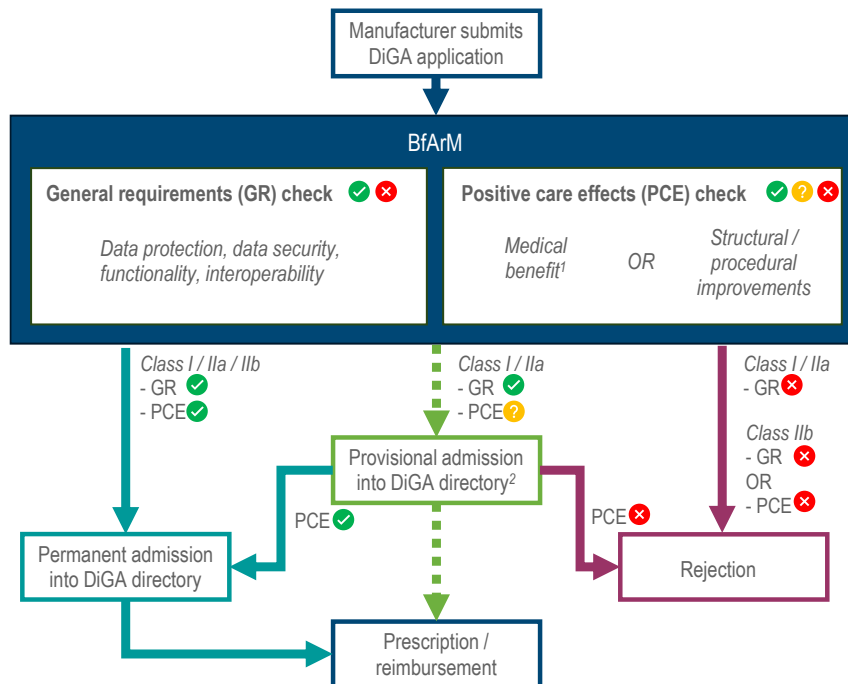 Manufacturer submits
DiGA application
BfArM
General requirements (GR) check
Data protection, data security,
functionality, interoperability
Positive care effects (PCE) check
Medical
benefit¹
OR
Structural /
procedural
improvements
Class I / IIa / IIb
- GR
- PCE
Class I / IIa
- GR
- PCE ?
Class I / IIa
- GR
Class IIb
- GR
OR
- PCE
Provisional admission
into DiGA directory²
PCE
PCE
Permanent admission
into DiGA directory
Rejection
Prescription /
reimbursement